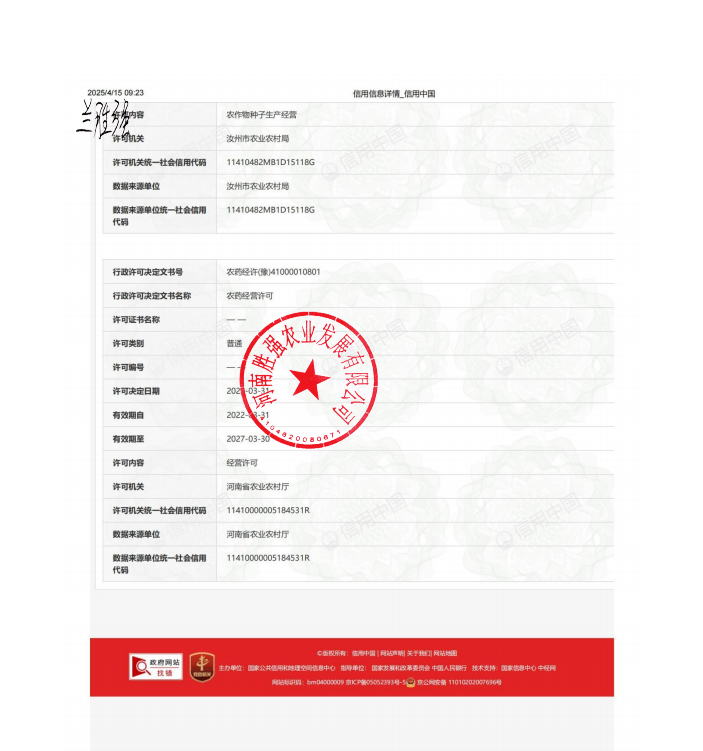 2025/4/15 09:23 信用信息详情_信用中国
兰胜强
许可内容 农作物种子生产经营
许可机关 汝州市农业农村局
许可机关统一社会信用代码 11410482MB1D15118G
数据来源单位 汝州市农业农村局
数据来源单位统一社会信用 11410482MB1D15118G
代码
行政许可决定文书号 农药经许(豫)41000010801
行政许可决定文书名称 农药经营许可
许可证书名称 — —
许可类别 普通
许可编号 — —
许可决定日期 2022-03-31
有效期自 2022-03-31
有效期至 2027-03-30
河南胜强农业发展有限公司
4104820080871
许可内容 经营许可
许可机关 河南省农业农村厅
许可机关统一社会信用代码 11410000005184531R
数据来源单位 河南省农业农村厅
数据来源单位统一社会信用 11410000005184531R
代码
信用中国
政府网站
找错
党政机关
©版权所有：信用中国 | 网站声明| 关于我们| 网站地图
主办单位：国家公共信用和地理空间信息中心 指导单位： 国家发展和改革委员会 中国人民银行 技术支持：国家信息中心 中经网
网站标识码：bm04000009 京ICP备05052393号-5 京公网安备 11010202007696号